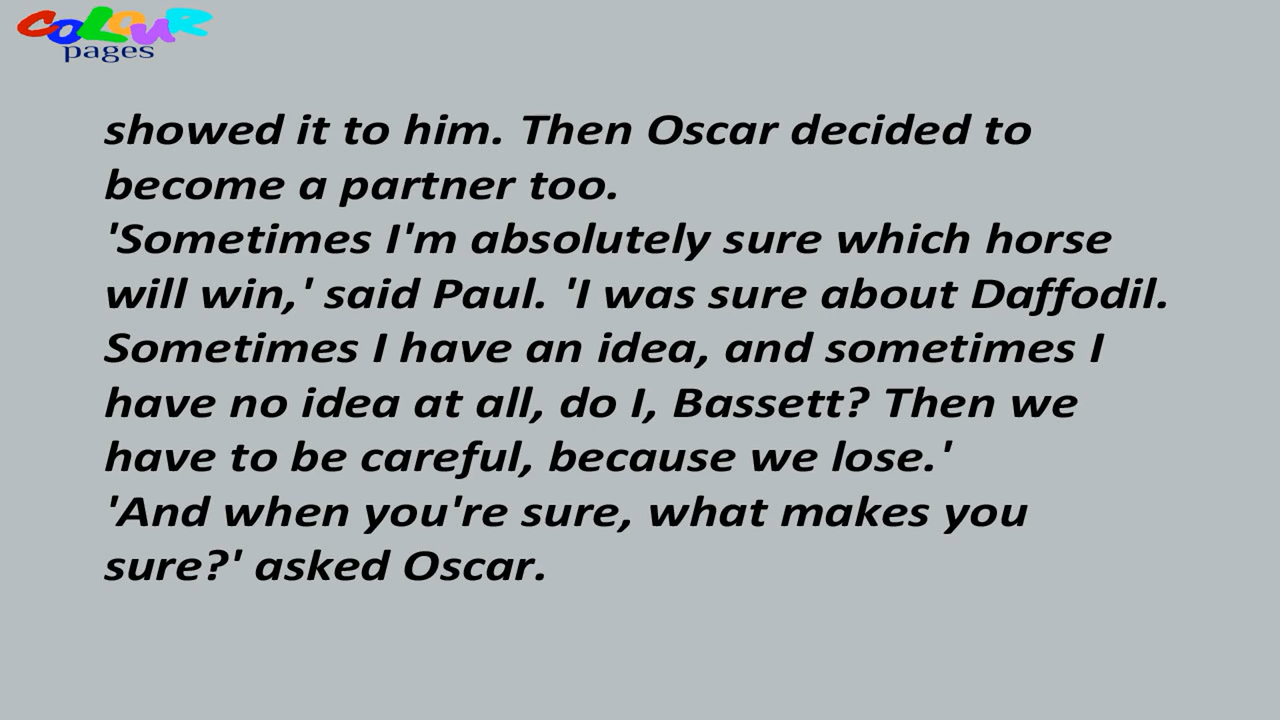 COLOUR
pages
showed it to him. Then Oscar decided to
become a partner too.
'Sometimes I'm absolutely sure which horse
will win,' said Paul. 'I was sure about Daffodil.
Sometimes I have an idea, and sometimes I
have no idea at all, do I, Bassett? Then we
have to be careful, because we lose.'
'And when you're sure, what makes you
sure?' asked Oscar.